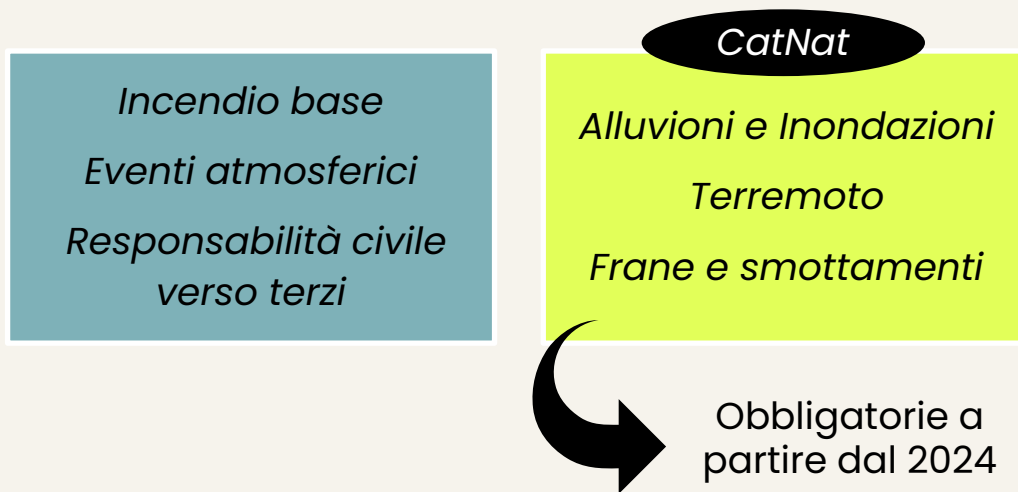 Incendio base
Eventi atmosferici
Responsabilità civile
verso terzi
CatNat
Alluvioni e Inondazioni
Terremoto
Frane e smottamenti
Obbligatorie a
partire dal 2024